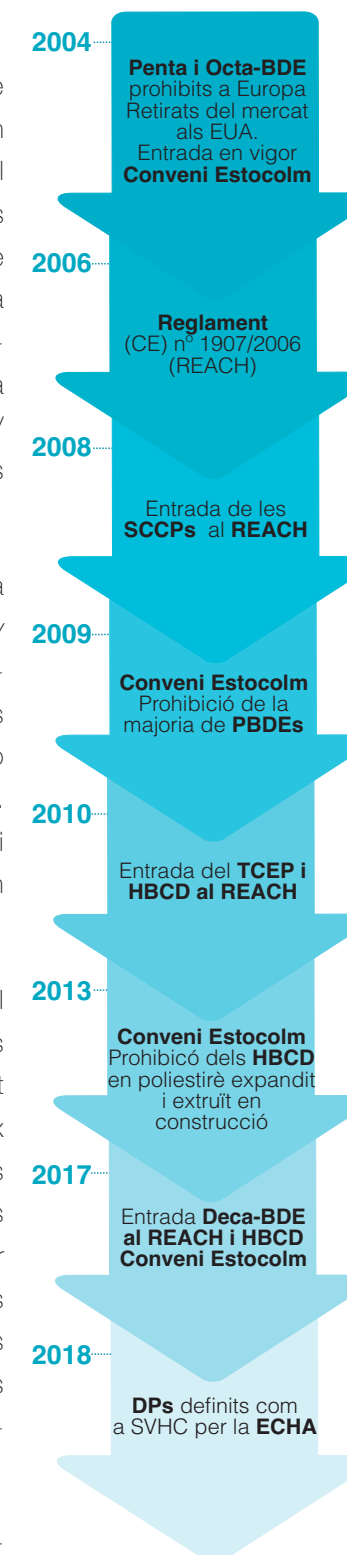 2004
Penta i Octa-BDE
prohibits a Europa
Retirats del mercat
als EUA.
Entrada en vigor
Conveni Estocolm
2006
Reglament
(CE) nº 1907/2006
(REACH)
2008
Entrada de les
SCCPs al REACH
2009
Conveni Estocolm
Prohibició de la
majoria de PBDEs
2010
Entrada del TCEP i
HBCD al REACH
2013
Conveni Estocolm
Prohibicó dels HBCD
en poliestirè expandit
i extruït en
construcció
2017
Entrada Deca-BDE
al REACH i HBCD
Conveni Estocolm
2018
DPs definits com
a SVHC per la ECHA